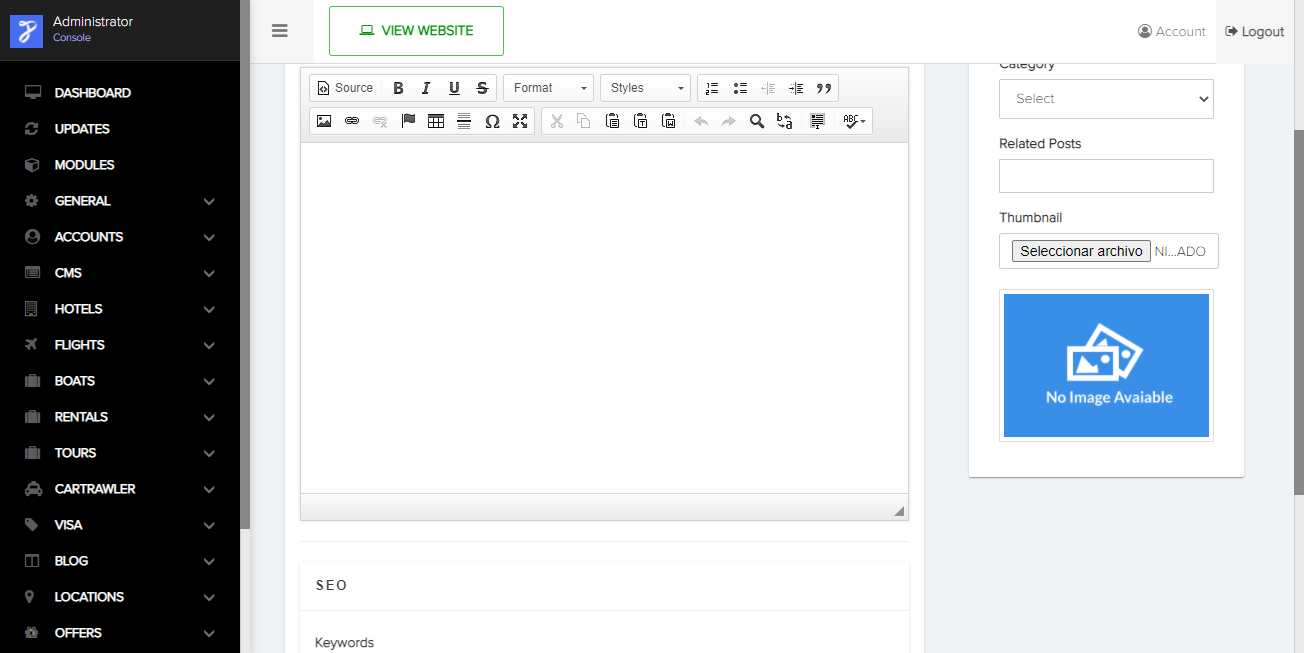 Administrator
Console
VIEW WEBSITE
Account
Logout
DASHBOARD
UPDATES
MODULES
GENERAL
ACCOUNTS
CMS
HOTELS
FLIGHTS
BOATS
RENTALS
TOURS
CARTRAWLER
VISA
BLOG
LOCATIONS
OFFERS
Source B I U S Format Styles
ABC
SEO
Keywords
Category
Select
Related Posts
Thumbnail
Seleccionar archivo NI...ADO
No Image Avaiable